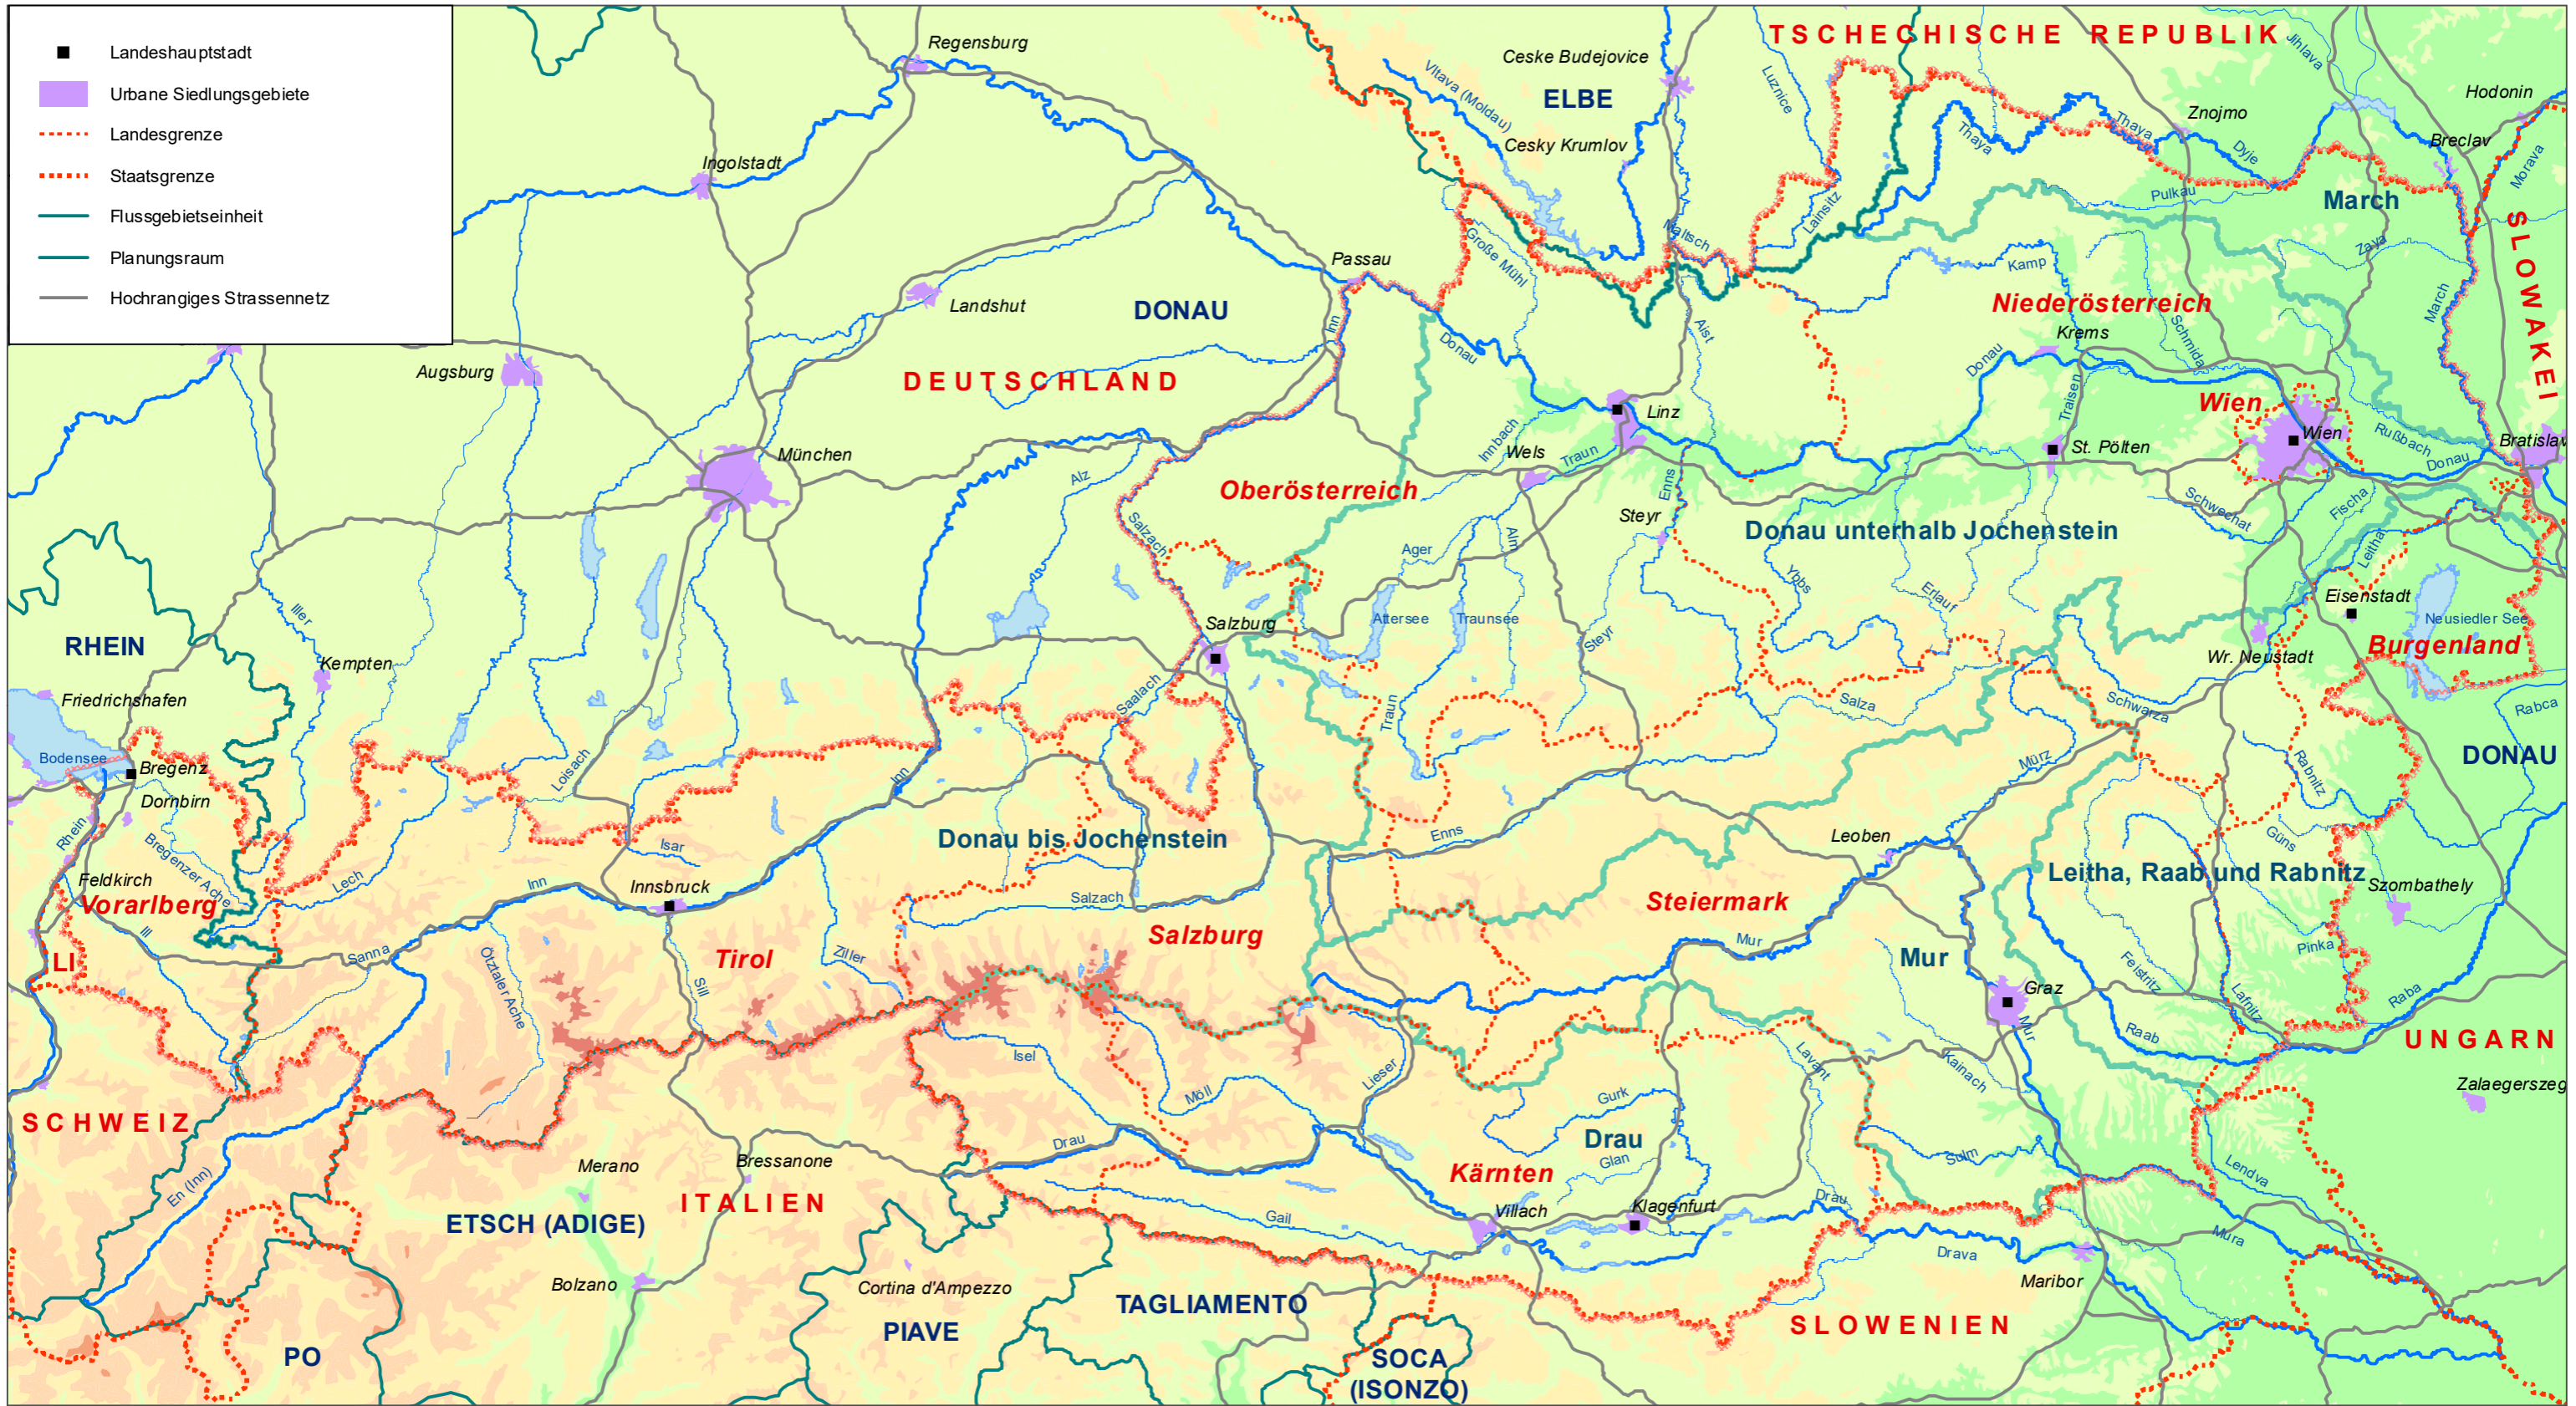 Landeshauptstadt
Urbane Siedlungsgebiete
Landesgrenze
Staatsgrenze
Flussgebietseinheit
Planungsraum
Hochrangiges Strassennetz
TSCHECHISCHE REPUBLIK
Regensburg
Ceske Budejovice
Vltava (Moldau)
ELBE
Luznice
Jihlava
Hodonin
Cesky Krumlov
Thaya
Thaya
Znojmo
Dyje
Breclav
Morava
Ingolstadt
Pulkau
March
SLOWAKEI
Lainsitz
Maltsch
Große Mühl
Zaya
Passau
Kamp
Landshut
DONAU
Niederösterreich
Krems
Schmida
March
Inn
Donau
Aist
Donau
Augsburg
DEUTSCHLAND
Traisen
Wien
Wien
Linz
Innbach
Wels
Traun
St. Pölten
Rußbach
Donau
Bratislav
München
Alz
Oberösterreich
Enns
Steyr
Schwechat
Fischa
Salzach
Ager
Alm
Donau unterhalb Jochenstein
Leitha
Iller
Ybbs
Erlauf
Eisenstadt
Salzburg
Attersee
Traunsee
Steyr
Neusiedler See
Burgenland
RHEIN
Kempten
Wr. Neustadt
Friedrichshafen
Saalach
Traun
Salza
Schwarza
Rabca
Bodensee
Bregenz
Loisach
Inn
Mürz
Rabnitz
DONAU
Dornbirn
Rhein
Bregenzer Ache
Isar
Donau bis Jochenstein
Enns
Leoben
Güns
Feldkirch
Lech
Inn
Innsbruck
Salzach
Leitha, Raab und Rabnitz
Szombathely
Vorarlberg
Steiermark
Ill
Sanna
Salzburg
Mur
Pinka
LI
Tirol
Ziller
Mur
Feistritz
Ötztaler Ache
Sill
Graz
Lafnitz
Raba
Mur
Raab
UNGARN
Isel
Lieser
Lavant
Kainach
Möll
Gurk
Zalaegerszeg
SCHWEIZ
Drau
Drau
Glan
Sulm
Merano
Bressanone
Kärnten
Lendva
En (Inn)
ITALIEN
Drau
Klagenfurt
ETSCH (ADIGE)
Gail
Villach
Mura
Drava
Bolzano
Cortina d'Ampezzo
Maribor
TAGLIAMENTO
PIAVE
SLOWENIEN
PO
SOCA
(ISONZO)